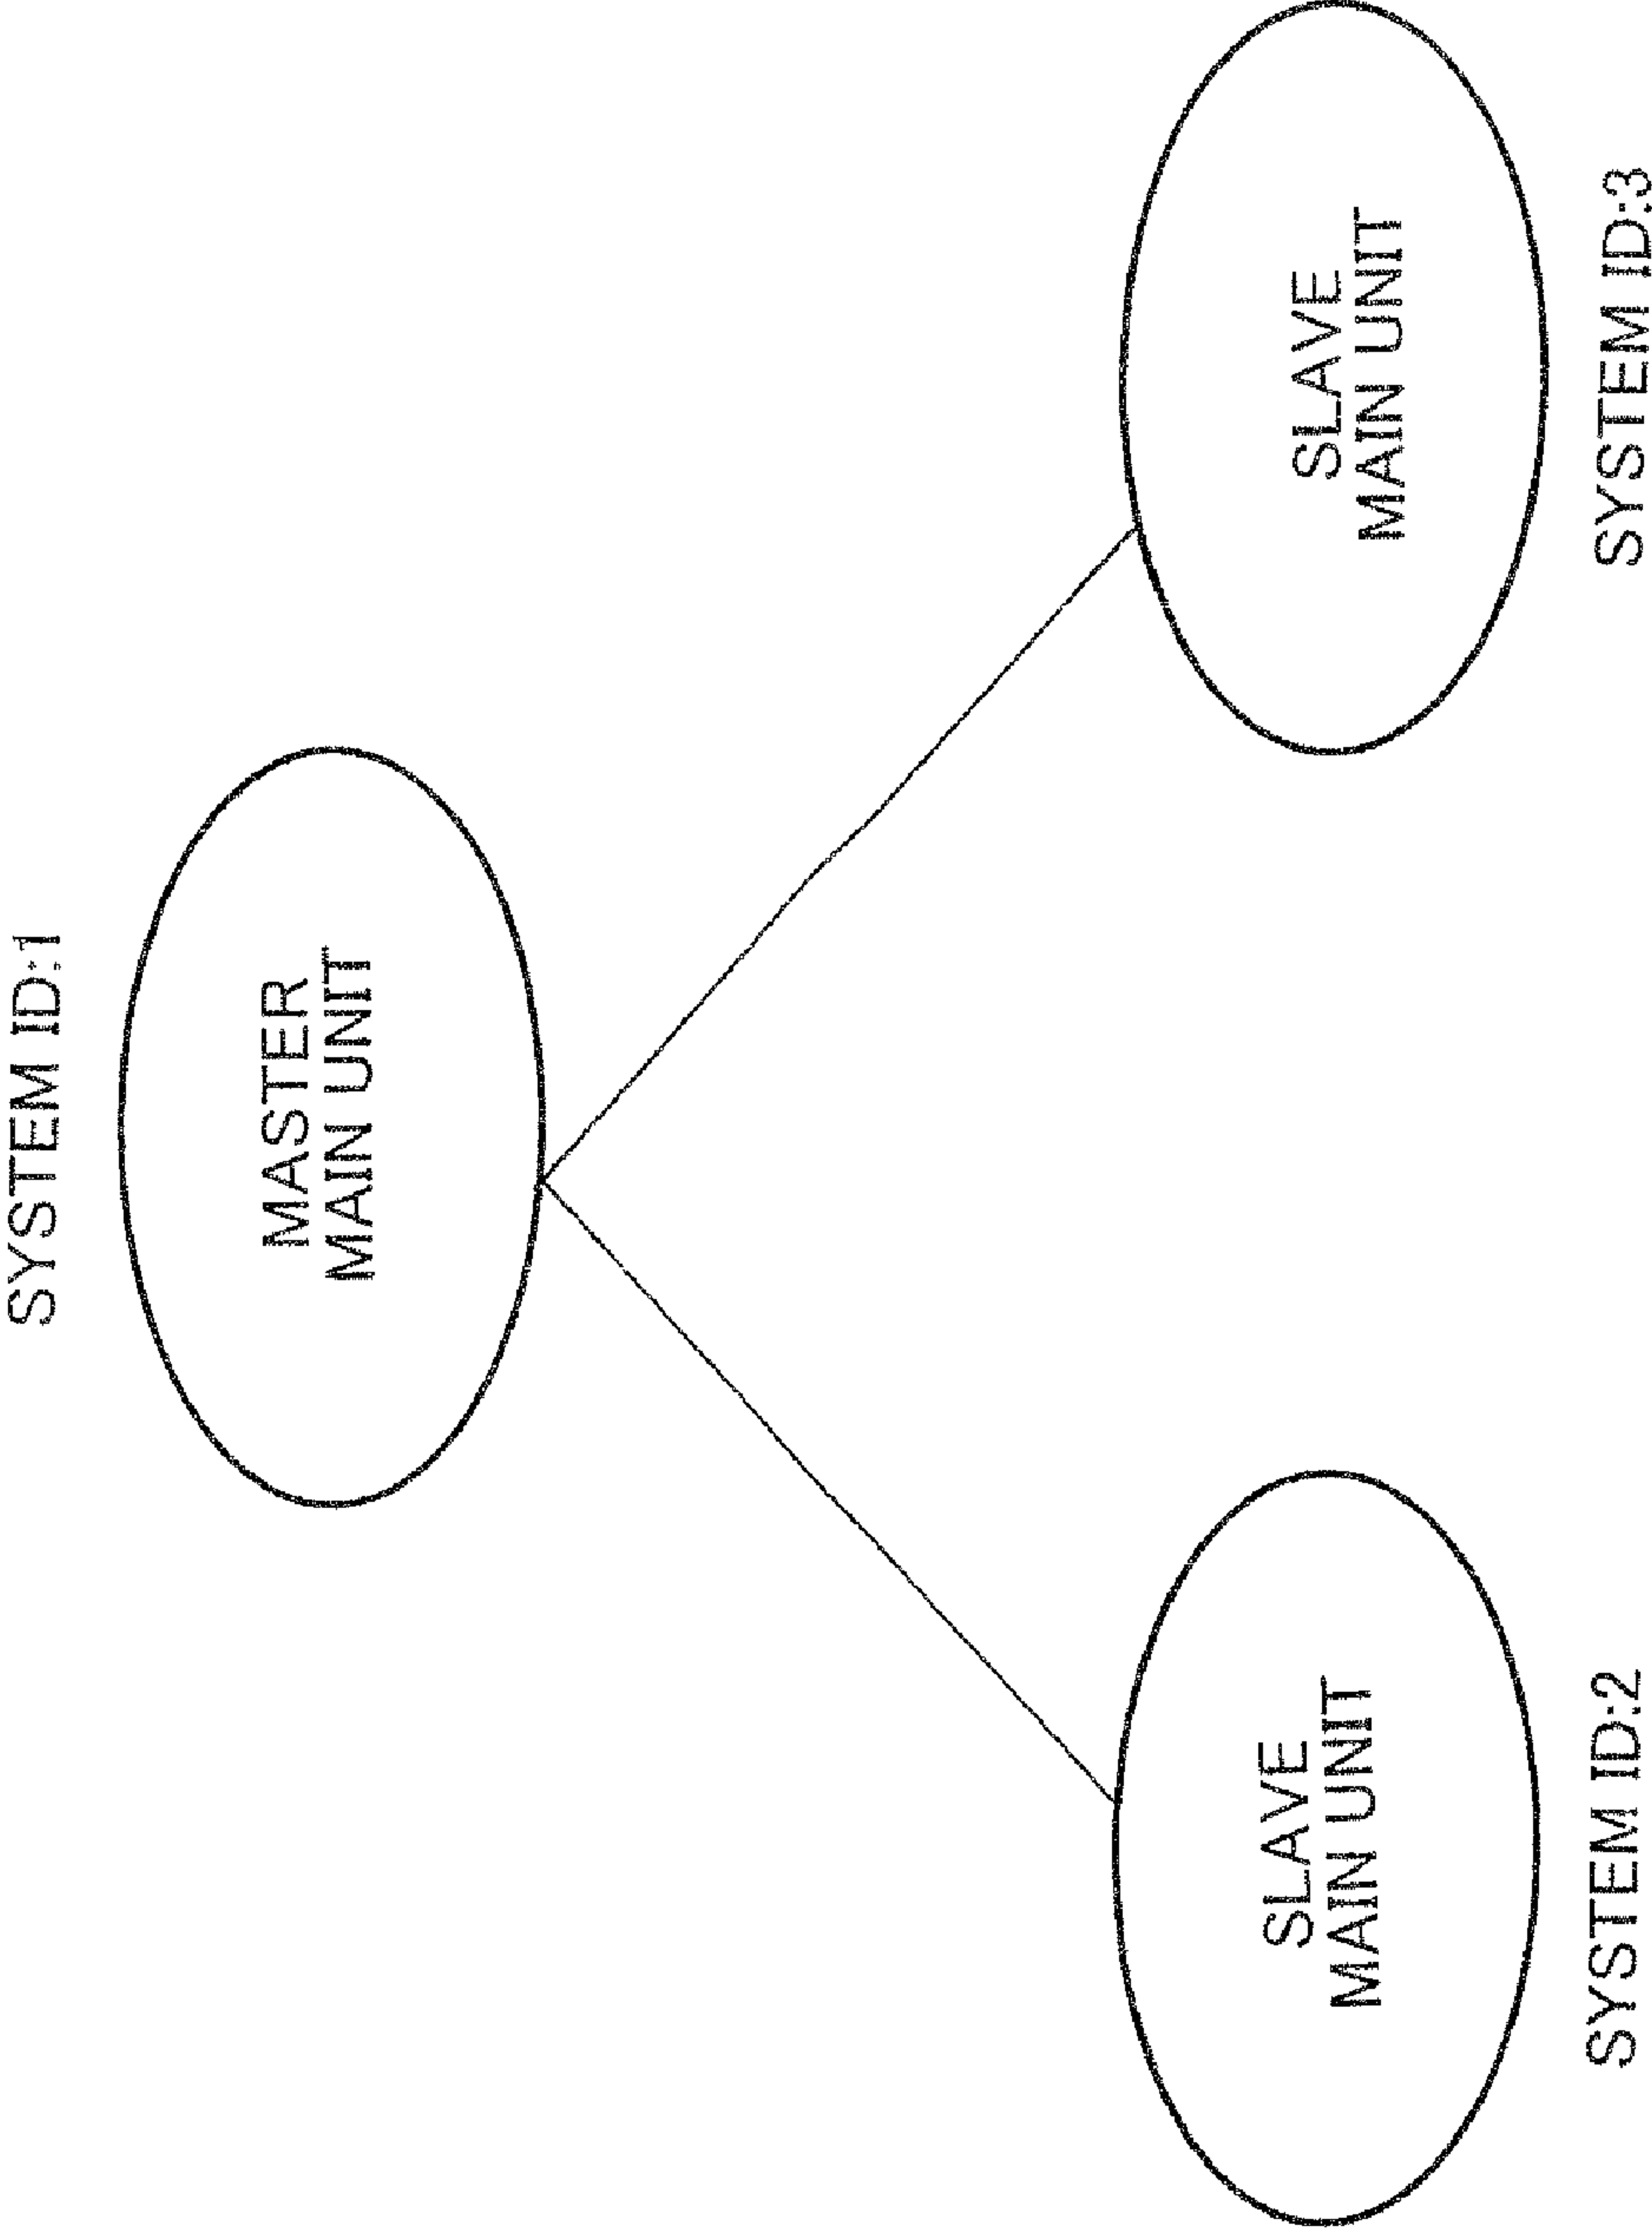 SYSTEM ID:1
MASTER
MAIN UNIT
SLAVE
MAIN UNIT
SYSTEM ID:2
SLAVE
MAIN UNIT
SYSTEM ID:3